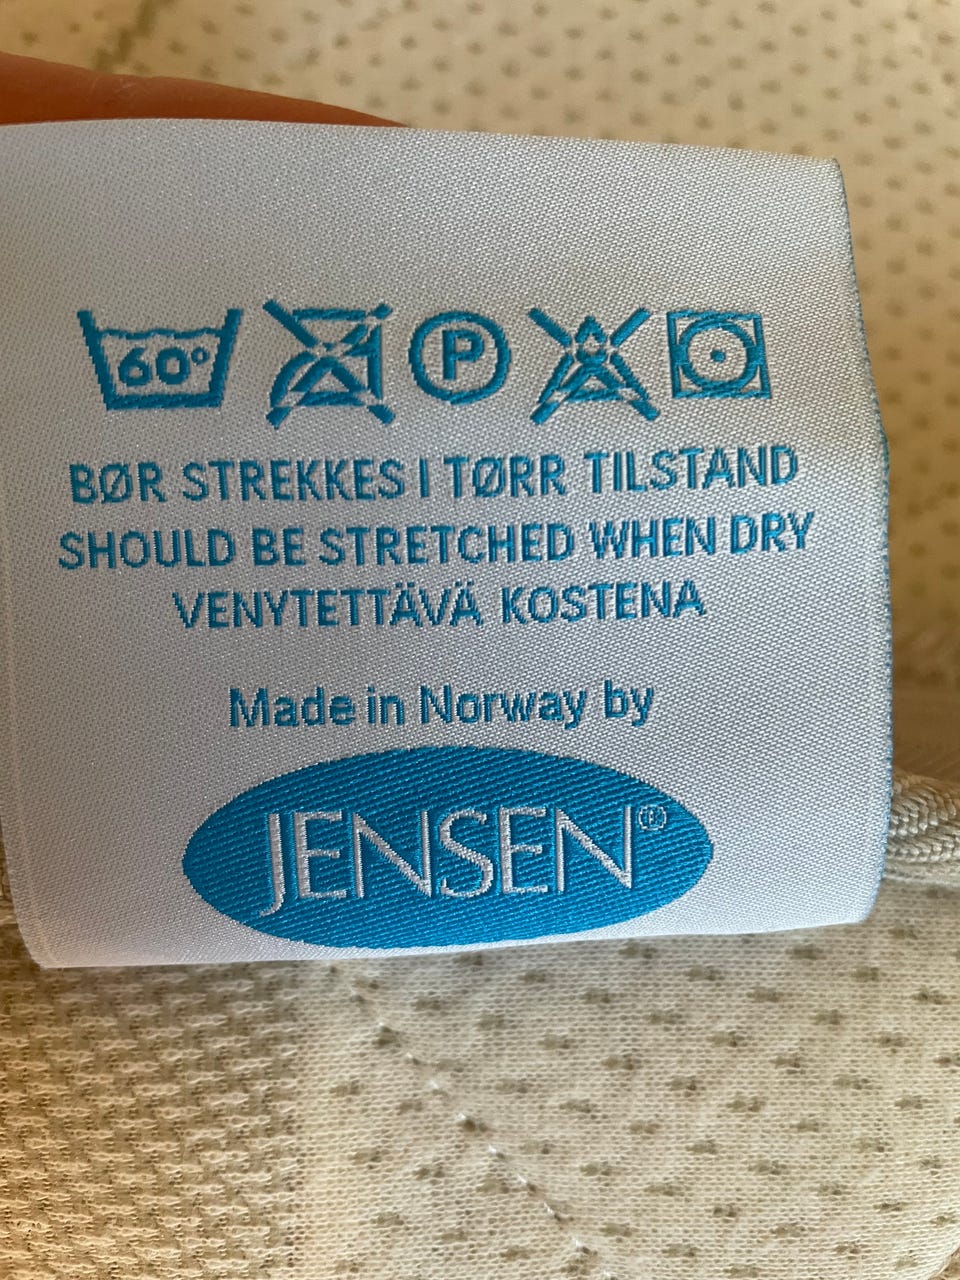 60°
P
BØR STREKKES I TØRR TILSTAND
SHOULD BE STRETCHED WHEN DRY
VENYTETTÄVÄ KOSTENA
Made in Norway by
JENSEN®